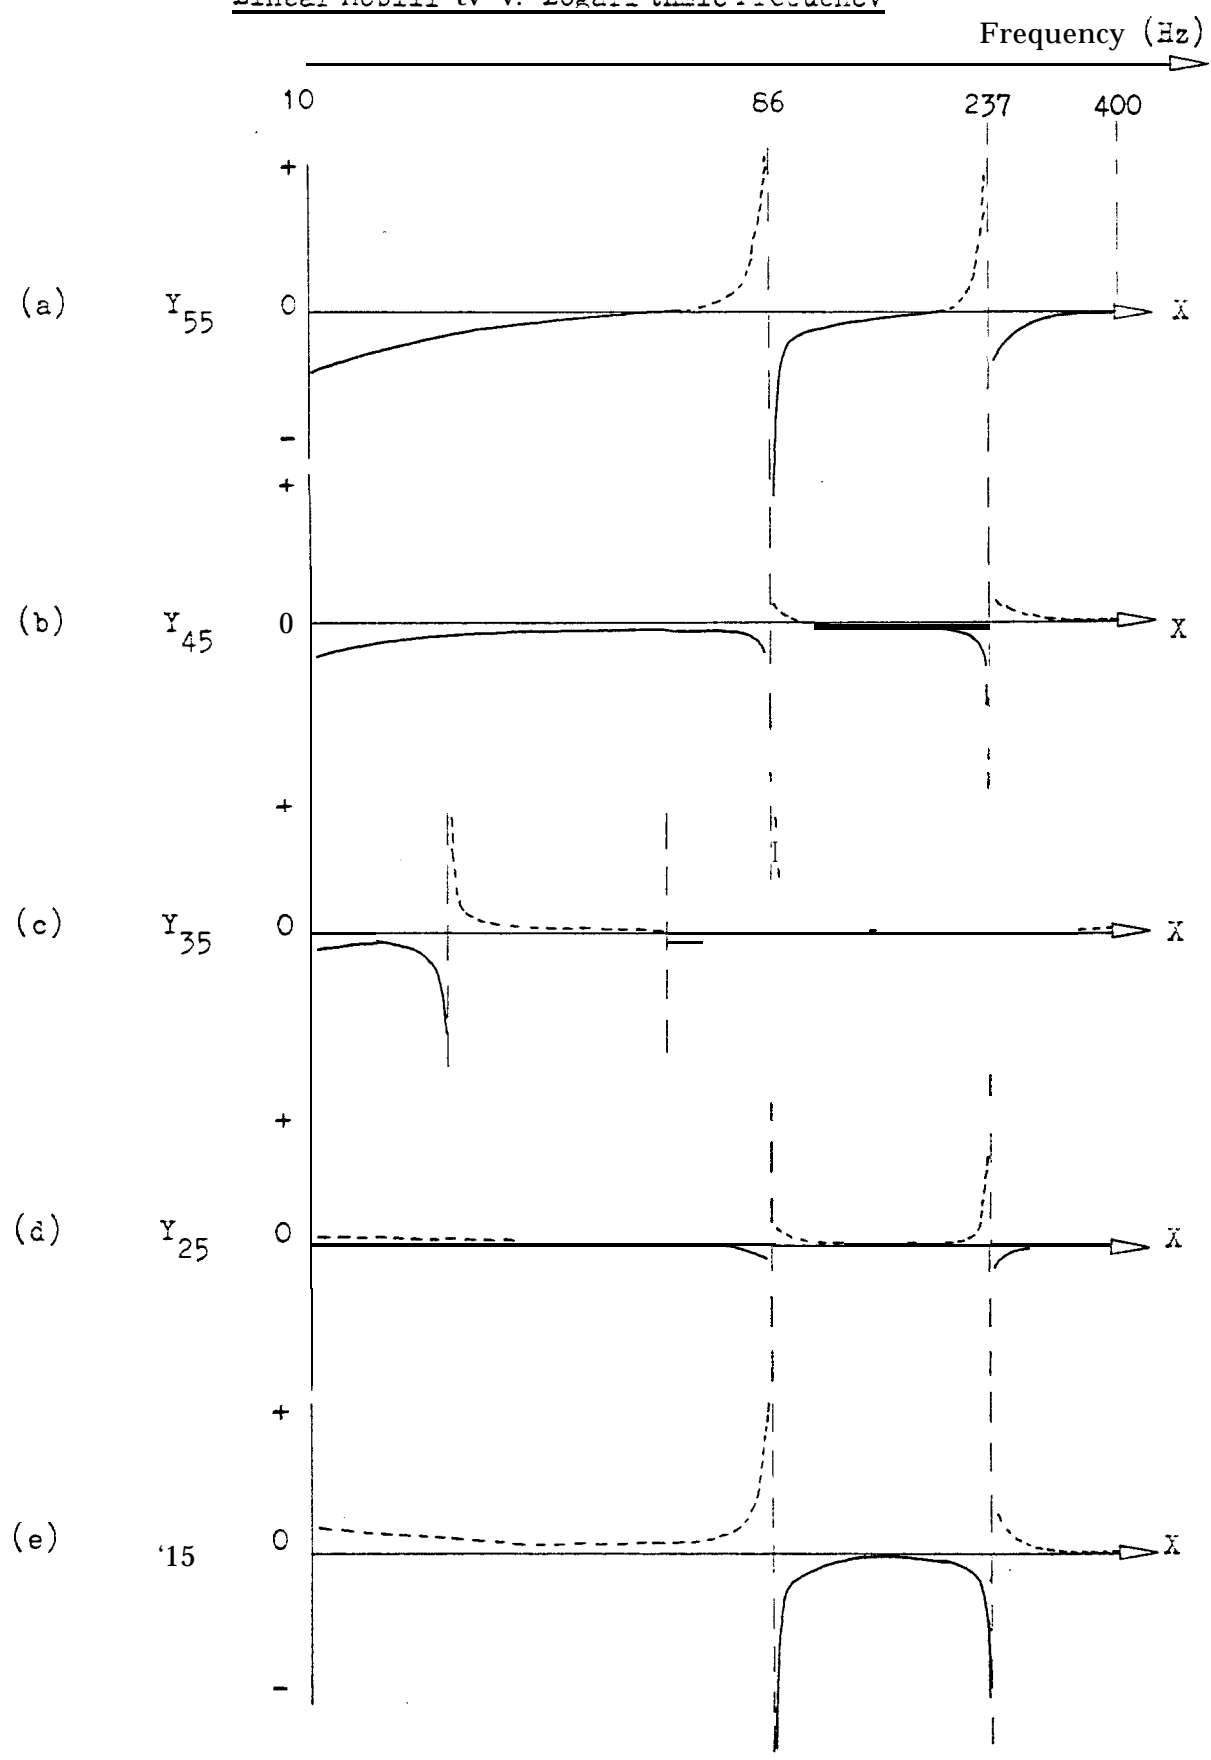 Frequency (Hz)
10 86 237 400
+
(a) Y55 0 X
-
+
(b) Y45 0 X
+
(c) Y35 0 X
+
(d) Y25 0 X
+
(e) '15 0 X
-